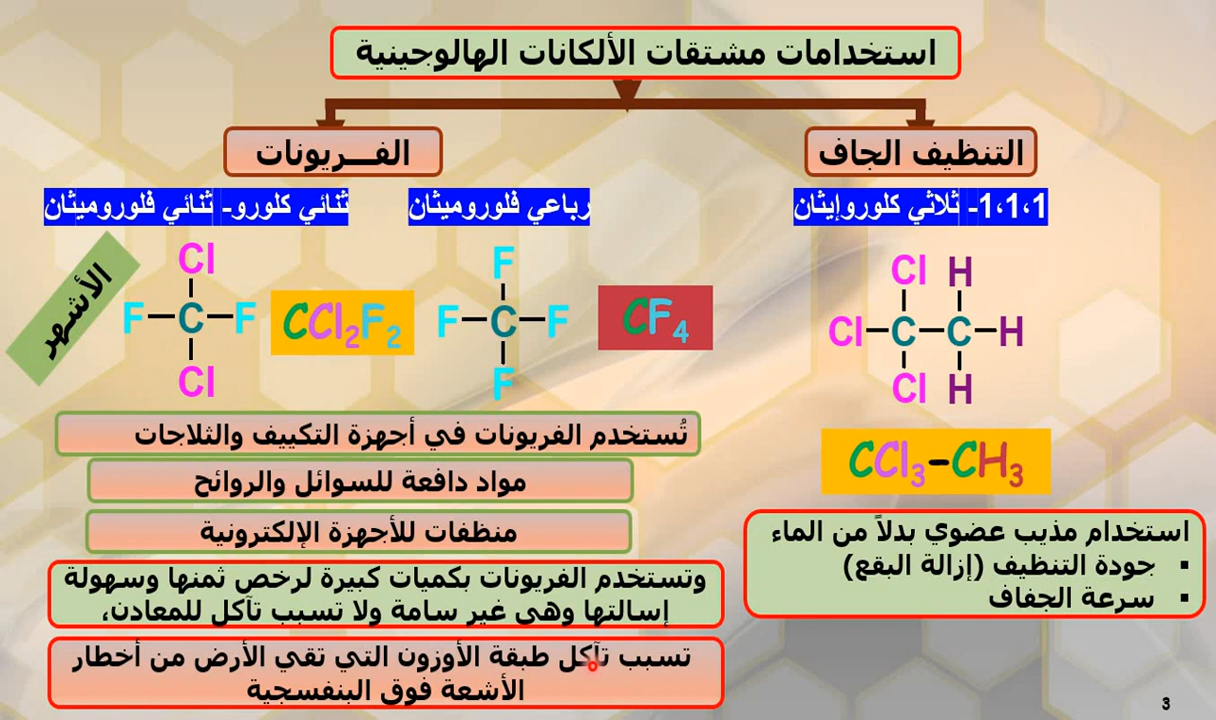 استخدامات مشتقات الألكانات الهالوجينية
التنظيف الجاف
1،1،1- ثلاثي كلوروإيثان
Cl H
Cl–C–C–H
Cl H
CCl₃–CH₃
استخدام مذيب عضوي بدلاً من الماء
▪ جودة التنظيف (إزالة البقع)
▪ سرعة الجفاف
الفـــريونات
رباعي فلوروميثان
F
F–C–F
F
CF₄
ثنائي كلورو- ثنائي فلوروميثان
Cl
F–C–F
Cl
CCl₂F₂
الأشهر
تُستخدم الفريونات في أجهزة التكييف والثلاجات
مواد دافعة للسوائل والروائح
منظفات للأجهزة الإلكترونية
وتستخدم الفريونات بكميات كبيرة لرخص ثمنها وسهولة
إسالتها وهى غير سامة ولا تسبب تآكل للمعادن،
تسبب تآكل طبقة الأوزون التي تقي الأرض من أخطار
الأشعة فوق البنفسجية
3